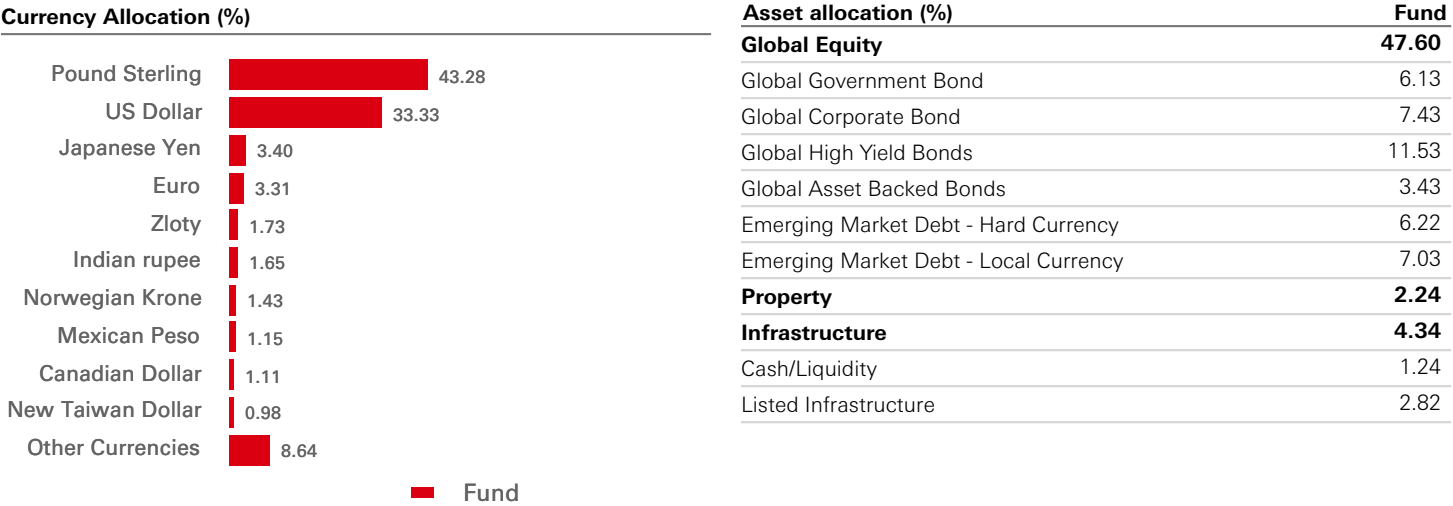 Currency Allocation (%)
Pound Sterling 43.28
US Dollar 33.33
Japanese Yen 3.40
Euro 3.31
Zloty 1.73
Indian rupee 1.65
Norwegian Krone 1.43
Mexican Peso 1.15
Canadian Dollar 1.11
New Taiwan Dollar 0.98
Other Currencies 8.64
Fund
Asset allocation (%) Fund
Global Equity 47.60
Global Government Bond 6.13
Global Corporate Bond 7.43
Global High Yield Bonds 11.53
Global Asset Backed Bonds 3.43
Emerging Market Debt - Hard Currency 6.22
Emerging Market Debt - Local Currency 7.03
Property 2.24
Infrastructure 4.34
Cash/Liquidity 1.24
Listed Infrastructure 2.82